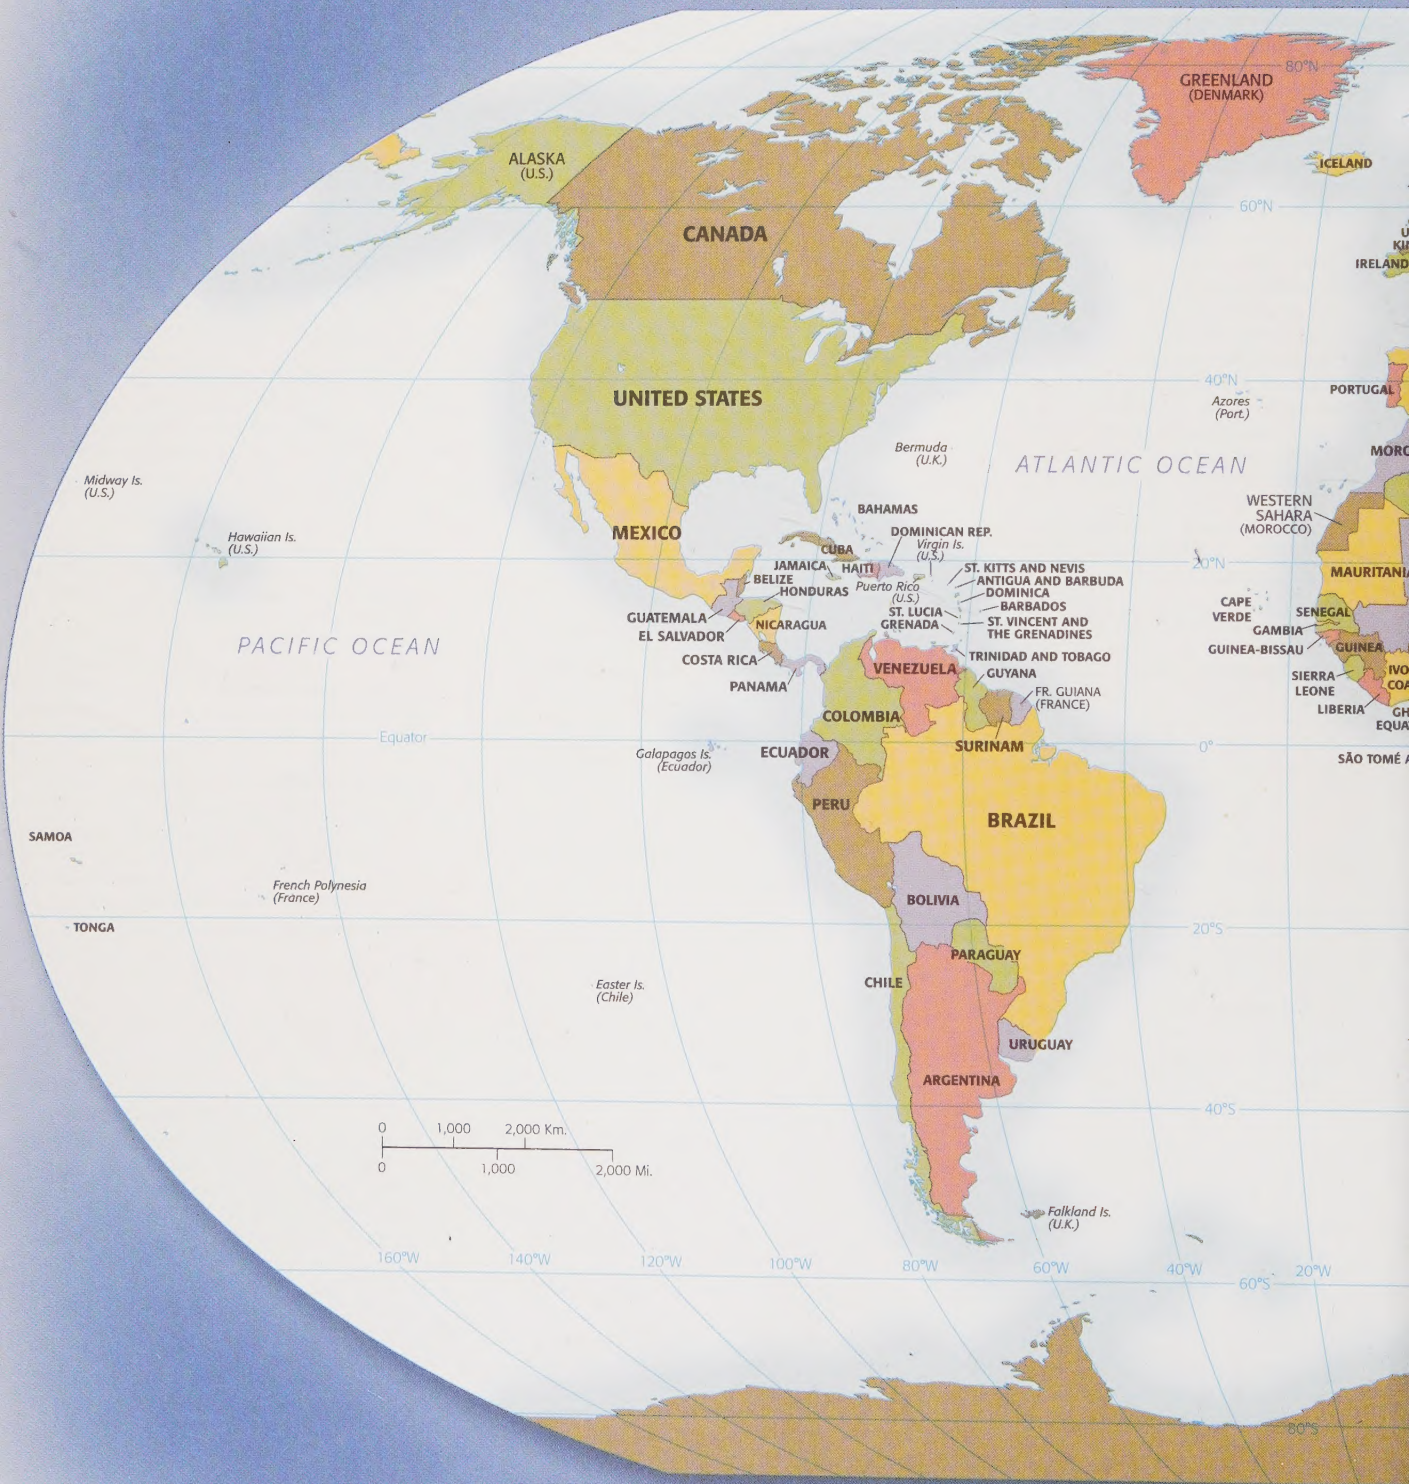 GREENLAND
(DENMARK)
80°N
ICELAND
ALASKA
(U.S.)
60°N
CANADA
U
KIN
IRELAND
UNITED STATES
40°N
PORTUGAL
Azores
(Port.)
Bermuda
(U.K.)
ATLANTIC OCEAN
MORO
Midway Is.
(U.S.)
WESTERN
SAHARA
(MOROCCO)
BAHAMAS
MEXICO
DOMINICAN REP.
Hawaiian Is.
(U.S.)
CUBA
Virgin Is.
(U.S.)
20°N
JAMAICA
HAITI
ST. KITTS AND NEVIS
MAURITANIA
BELIZE
ANTIGUA AND BARBUDA
HONDURAS
Puerto Rico
(U.S.)
DOMINICA
CAPE
VERDE
BARBADOS
ST. LUCIA
SENEGAL
GUATEMALA
GRENADA
ST. VINCENT AND
THE GRENADINES
NICARAGUA
GAMBIA
EL SALVADOR
PACIFIC OCEAN
GUINEA-BISSAU
GUINEA
COSTA RICA
TRINIDAD AND TOBAGO
VENEZUELA
GUYANA
SIERRA
LEONE
IVO
COA
PANAMA
FR. GUIANA
(FRANCE)
LIBERIA
GH
COLOMBIA
EQUA
Equator
SURINAM
0°
Galapagos Is.
(Ecuador)
ECUADOR
SÃO TOMÉ A
PERU
BRAZIL
SAMOA
French Polynesia
(France)
BOLIVIA
TONGA
20°S
PARAGUAY
CHILE
Easter Is.
(Chile)
URUGUAY
ARGENTINA
40°S
0 1,000 2,000 Km.
0 1,000 2,000 Mi.
Falkland Is.
(U.K.)
160°W 140°W 120°W 100°W 80°W 60°W 40°W 20°W
60°S
80°S